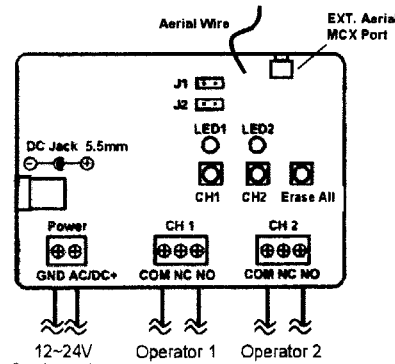 Aerial Wire
EXT. Aerial
MCX Port
J1
J2
LED1 LED2
DC Jack 5.5mm
CH1 CH2 Erase All
Power CH 1 CH 2
GND AC/DC+ COM NC NO COM NC NO
12~24V Operator 1 Operator 2